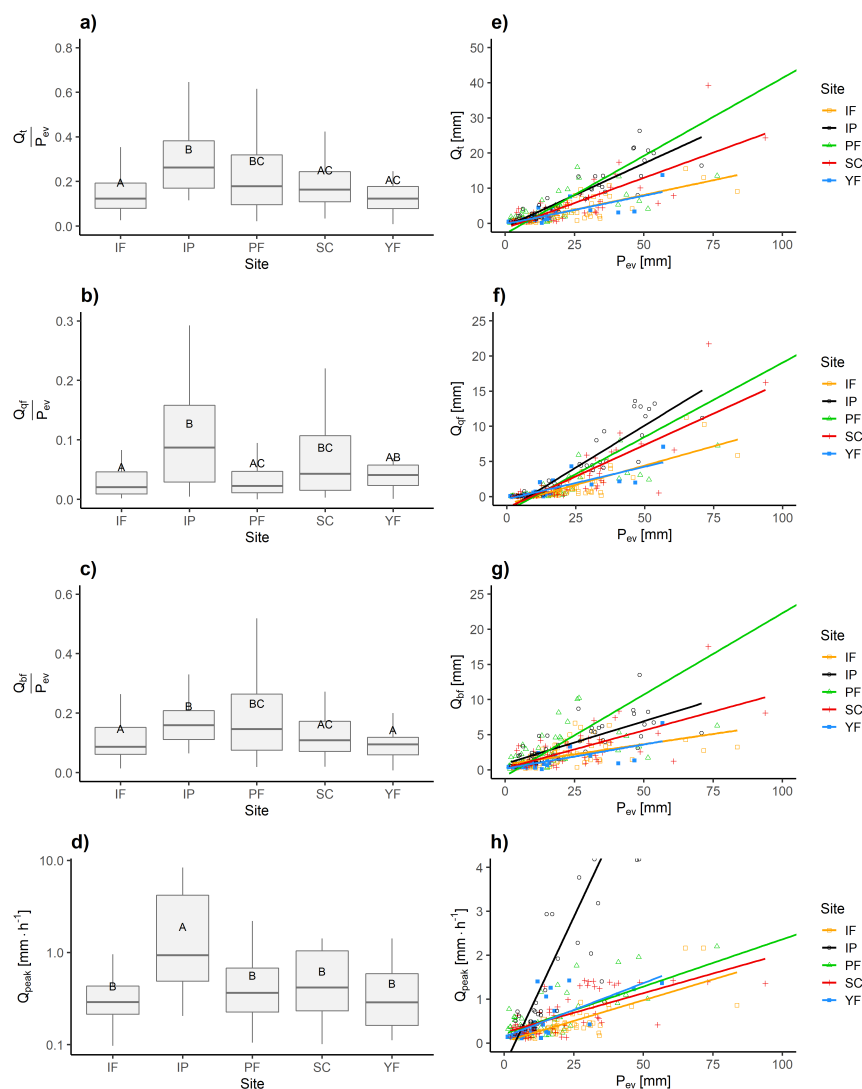 a)
0.8
0.6
0.4
0.2
0.0
Qt
Pev
A
B
BC
AC
AC
IF IP PF SC YF
Site
e)
50
40
30
20
10
0
Qt [mm]
0 25 50 75 100
Pev [mm]
Site
IF
IP
PF
SC
YF
b)
0.3
0.2
0.1
0.0
Qqf
Pev
A
B
AC
BC
AB
IF IP PF SC YF
Site
f)
25
20
15
10
5
0
Qqf [mm]
0 25 50 75 100
Pev [mm]
Site
IF
IP
PF
SC
YF
c)
0.6
0.4
0.2
0.0
Qbf
Pev
A
B
BC
AC
A
IF IP PF SC YF
Site
g)
25
20
15
10
5
0
Qbf [mm]
0 25 50 75 100
Pev [mm]
Site
IF
IP
PF
SC
YF
d)
10.0
1.0
0.1
Qpeak [mm · h⁻¹]
B
A
B
B
B
IF IP PF SC YF
Site
h)
4
3
2
1
0
Qpeak [mm · h⁻¹]
0 25 50 75 100
Pev [mm]
Site
IF
IP
PF
SC
YF